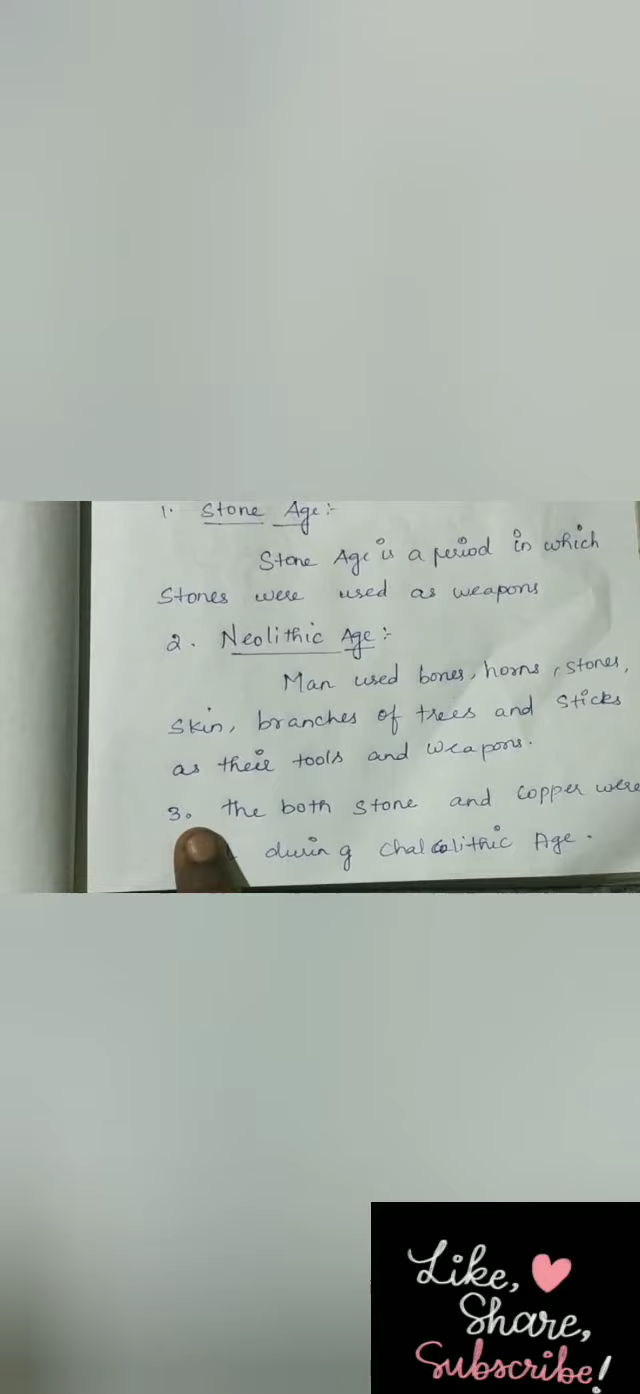 1. Stone Age :-
Stone Age is a period in which
Stones were used as weapons
2. Neolithic Age :-
Man used bones, horns, stones,
skin, branches of trees and sticks
as their tools and weapons.
3. the both stone and copper were
during Chalcolithic Age.
Like,
Share,
Subscribe!